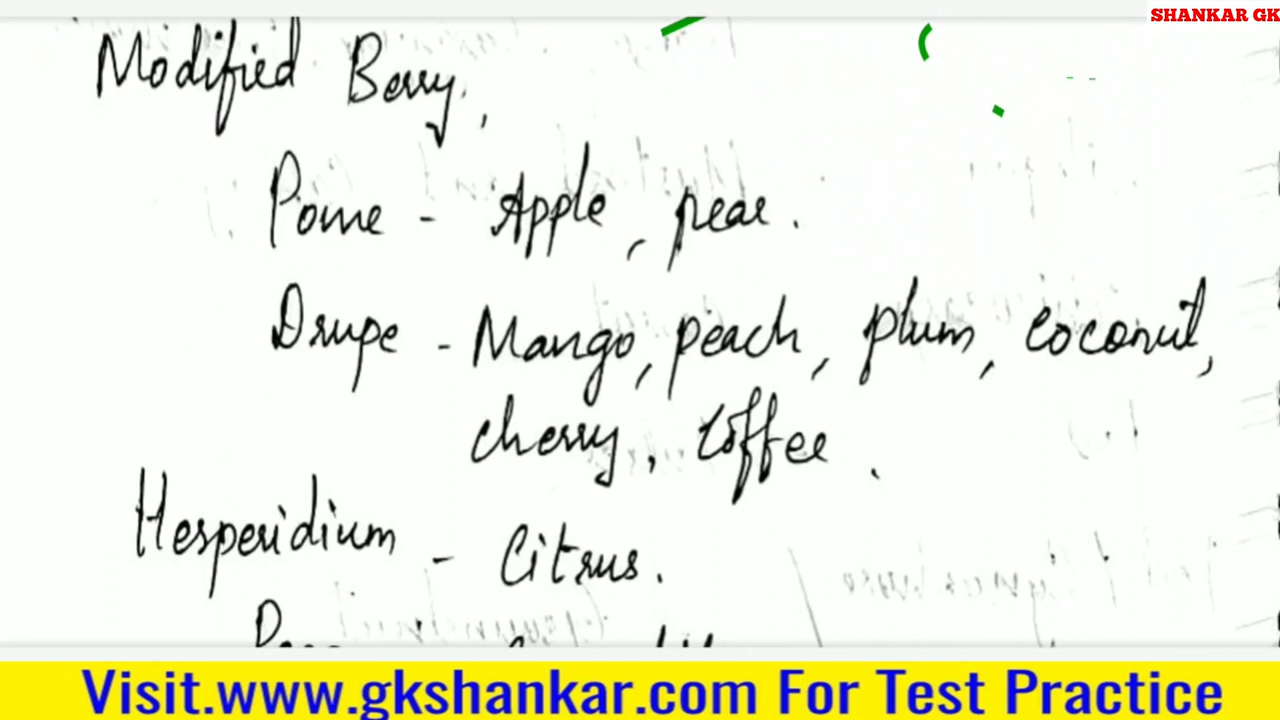 SHANKAR GK
Modified Berry,
Pome - Apple, pear.
Drupe - Mango, peach, plum, coconut,
cherry, coffee.
Hesperidium - Citrus.
Visit.www.gkshankar.com For Test Practice